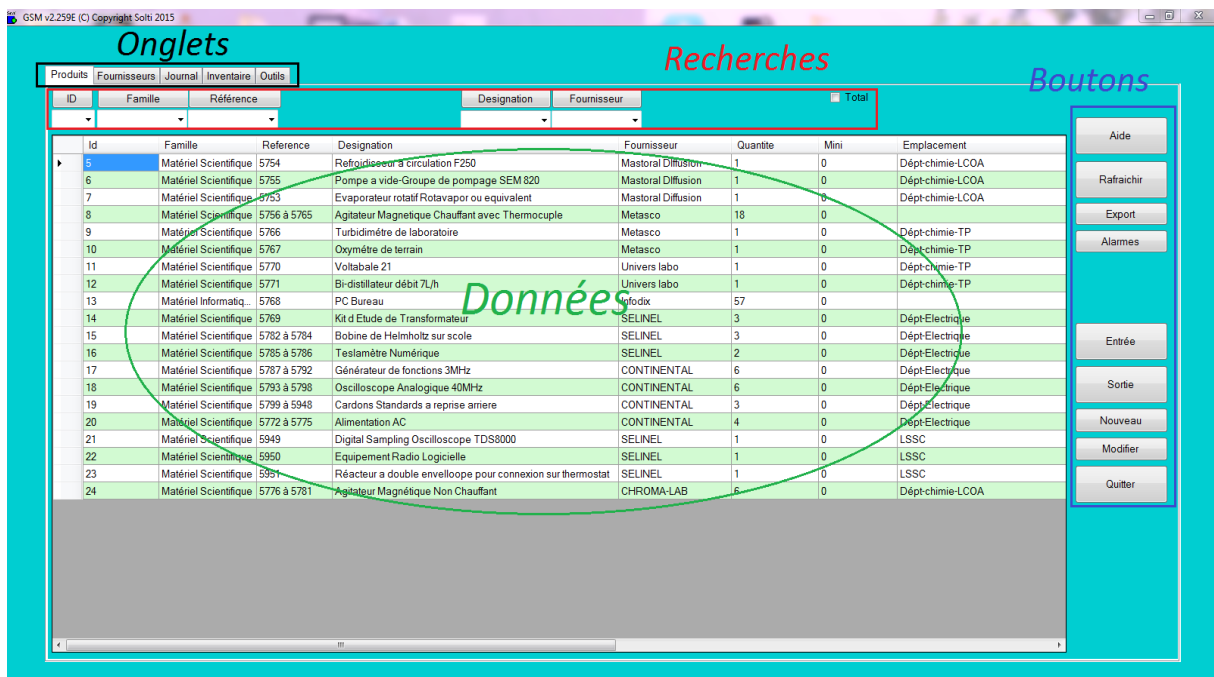 GSM v2.259E (C) Copyright Solti 2015
Onglets
Recherches
Boutons
Produits Fournisseurs Journal Inventaire Outils
ID Famille Référence Designation Fournisseur Total
Id Famille Reference Designation Fournisseur Quantite Mini Emplacement
5 Matériel Scientifique 5754 Refroidisseur a circulation F250 Mastoral DIffusion 1 0 Dépt-chimie-LCOA
6 Matériel Scientifique 5755 Pompe a vide-Groupe de pompage SEM 820 Mastoral DIffusion 1 0 Dépt-chimie-LCOA
7 Matériel Scientifique 5753 Evaporateur rotatif Rotavapor ou equivalent Mastoral Diffusion 1 0 Dépt-chimie-LCOA
8 Matériel Scientifique 5756 à 5765 Agitateur Magnetique Chauffant avec Thermocuple Metasco 18 0
9 Matériel Scientifique 5766 Turbidimétre de laboratoire Metasco 1 0 Dépt-chimie-TP
10 Matériel Scientifique 5767 Oxymétre de terrain Metasco 1 0 Dépt-chimie-TP
11 Matériel Scientifique 5770 Voltabale 21 Univers labo 1 0 Dépt-chimie-TP
12 Matériel Scientifique 5771 Bi-distillateur débit 7L/h Univers labo 1 0 Dépt-chimie-TP
13 Matériel Informatiq... 5768 PC Bureau Infodix 57 0
Données
14 Matériel Scientifique 5769 Kit d Etude de Transformateur SELINEL 3 0 Dépt-Electrique
15 Matériel Scientifique 5782 à 5784 Bobine de Helmholtz sur scole SELINEL 3 0 Dépt-Electrique
16 Matériel Scientifique 5785 à 5786 Teslamètre Numérique SELINEL 2 0 Dépt-Electrique
17 Matériel Scientifique 5787 à 5792 Générateur de fonctions 3MHz CONTINENTAL 6 0 Dépt-Electrique
18 Matériel Scientifique 5793 à 5798 Oscilloscope Analogique 40MHz CONTINENTAL 6 0 Dépt-Electrique
19 Matériel Scientifique 5799 à 5948 Cardons Standards a reprise arriere CONTINENTAL 3 0 Dépt-Electrique
20 Matériel Scientifique 5772 à 5775 Alimentation AC CONTINENTAL 4 0 Dépt-Electrique
21 Matériel Scientifique 5949 Digital Sampling Oscilloscope TDS8000 SELINEL 1 0 LSSC
22 Matériel Scientifique 5950 Equipement Radio Logicielle SELINEL 1 0 LSSC
23 Matériel Scientifique 5951 Réacteur a double envelloope pour connexion sur thermostat SELINEL 1 0 LSSC
24 Matériel Scientifique 5776 à 5781 Agitateur Magnétique Non Chauffant CHROMA-LAB 6 0 Dépt-chimie-LCOA
Aide
Rafraichir
Export
Alarmes
Entrée
Sortie
Nouveau
Modifier
Quitter